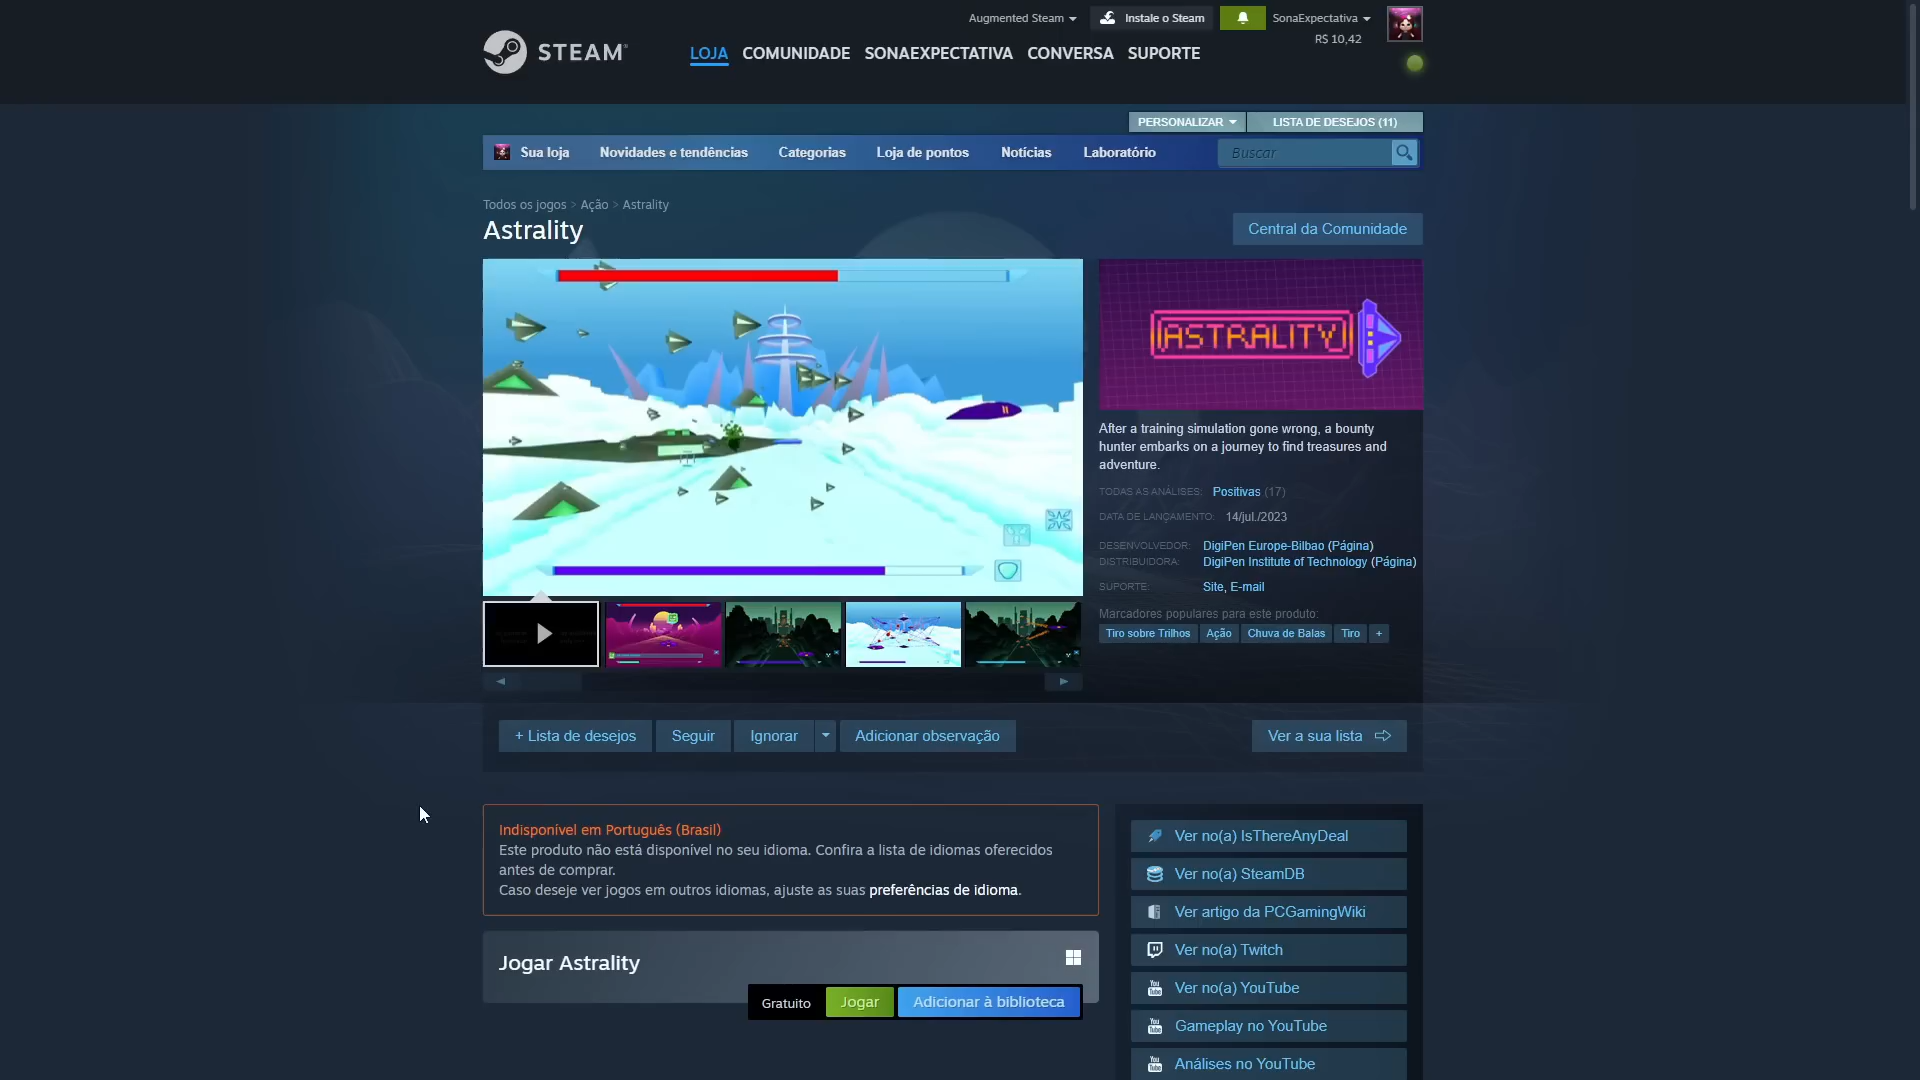 Augmented Steam
Instale o Steam
SonaExpectativa
R$ 10,42
STEAM
LOJA COMUNIDADE SONAEXPECTATIVA CONVERSA SUPORTE
PERSONALIZAR
LISTA DE DESEJOS (11)
Sua loja Novidades e tendências Categorias Loja de pontos Notícias Laboratório
Buscar
Todos os jogos > Ação > Astrality
Astrality
Central da Comunidade
ASTRALITY
After a training simulation gone wrong, a bounty
hunter embarks on a journey to find treasures and
adventure.
TODAS AS ANÁLISES: Positivas (17)
DATA DE LANÇAMENTO: 14/jul./2023
DESENVOLVEDOR: DigiPen Europe-Bilbao (Página)
DISTRIBUIDORA: DigiPen Institute of Technology (Página)
SUPORTE: Site, E-mail
Marcadores populares para este produto:
Tiro sobre Trilhos Ação Chuva de Balas Tiro +
+ Lista de desejos Seguir Ignorar Adicionar observação Ver a sua lista
Indisponível em Português (Brasil)
Este produto não está disponível no seu idioma. Confira a lista de idiomas oferecidos
antes de comprar.
Caso deseje ver jogos em outros idiomas, ajuste as suas preferências de idioma.
Jogar Astrality
Gratuito Jogar Adicionar à biblioteca
Ver no(a) IsThereAnyDeal
Ver no(a) SteamDB
Ver artigo da PCGamingWiki
Ver no(a) Twitch
Ver no(a) YouTube
Gameplay no YouTube
Análises no YouTube